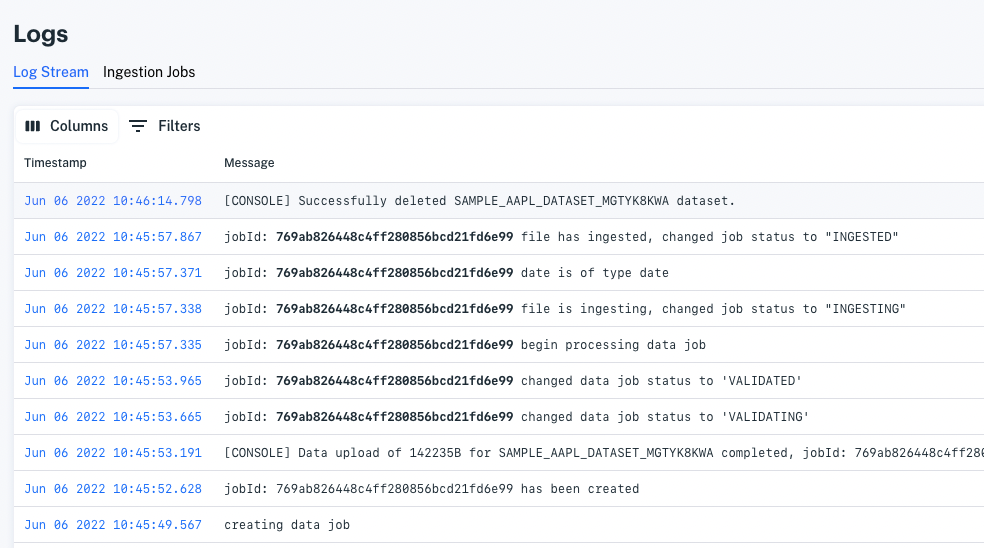 Logs
Log Stream Ingestion Jobs
Columns Filters
Timestamp Message
Jun 06 2022 10:46:14.798 [CONSOLE] Successfully deleted SAMPLE_AAPL_DATASET_MGTYK8KWA dataset.
Jun 06 2022 10:45:57.867 jobId: 769ab826448c4ff280856bcd21fd6e99 file has ingested, changed job status to "INGESTED"
Jun 06 2022 10:45:57.371 jobId: 769ab826448c4ff280856bcd21fd6e99 date is of type date
Jun 06 2022 10:45:57.338 jobId: 769ab826448c4ff280856bcd21fd6e99 file is ingesting, changed job status to "INGESTING"
Jun 06 2022 10:45:57.335 jobId: 769ab826448c4ff280856bcd21fd6e99 begin processing data job
Jun 06 2022 10:45:53.965 jobId: 769ab826448c4ff280856bcd21fd6e99 changed data job status to 'VALIDATED'
Jun 06 2022 10:45:53.665 jobId: 769ab826448c4ff280856bcd21fd6e99 changed data job status to 'VALIDATING'
Jun 06 2022 10:45:53.191 [CONSOLE] Data upload of 142235B for SAMPLE_AAPL_DATASET_MGTYK8KWA completed, jobId: 769ab826448c4ff280
Jun 06 2022 10:45:52.628 jobId: 769ab826448c4ff280856bcd21fd6e99 has been created
Jun 06 2022 10:45:49.567 creating data job